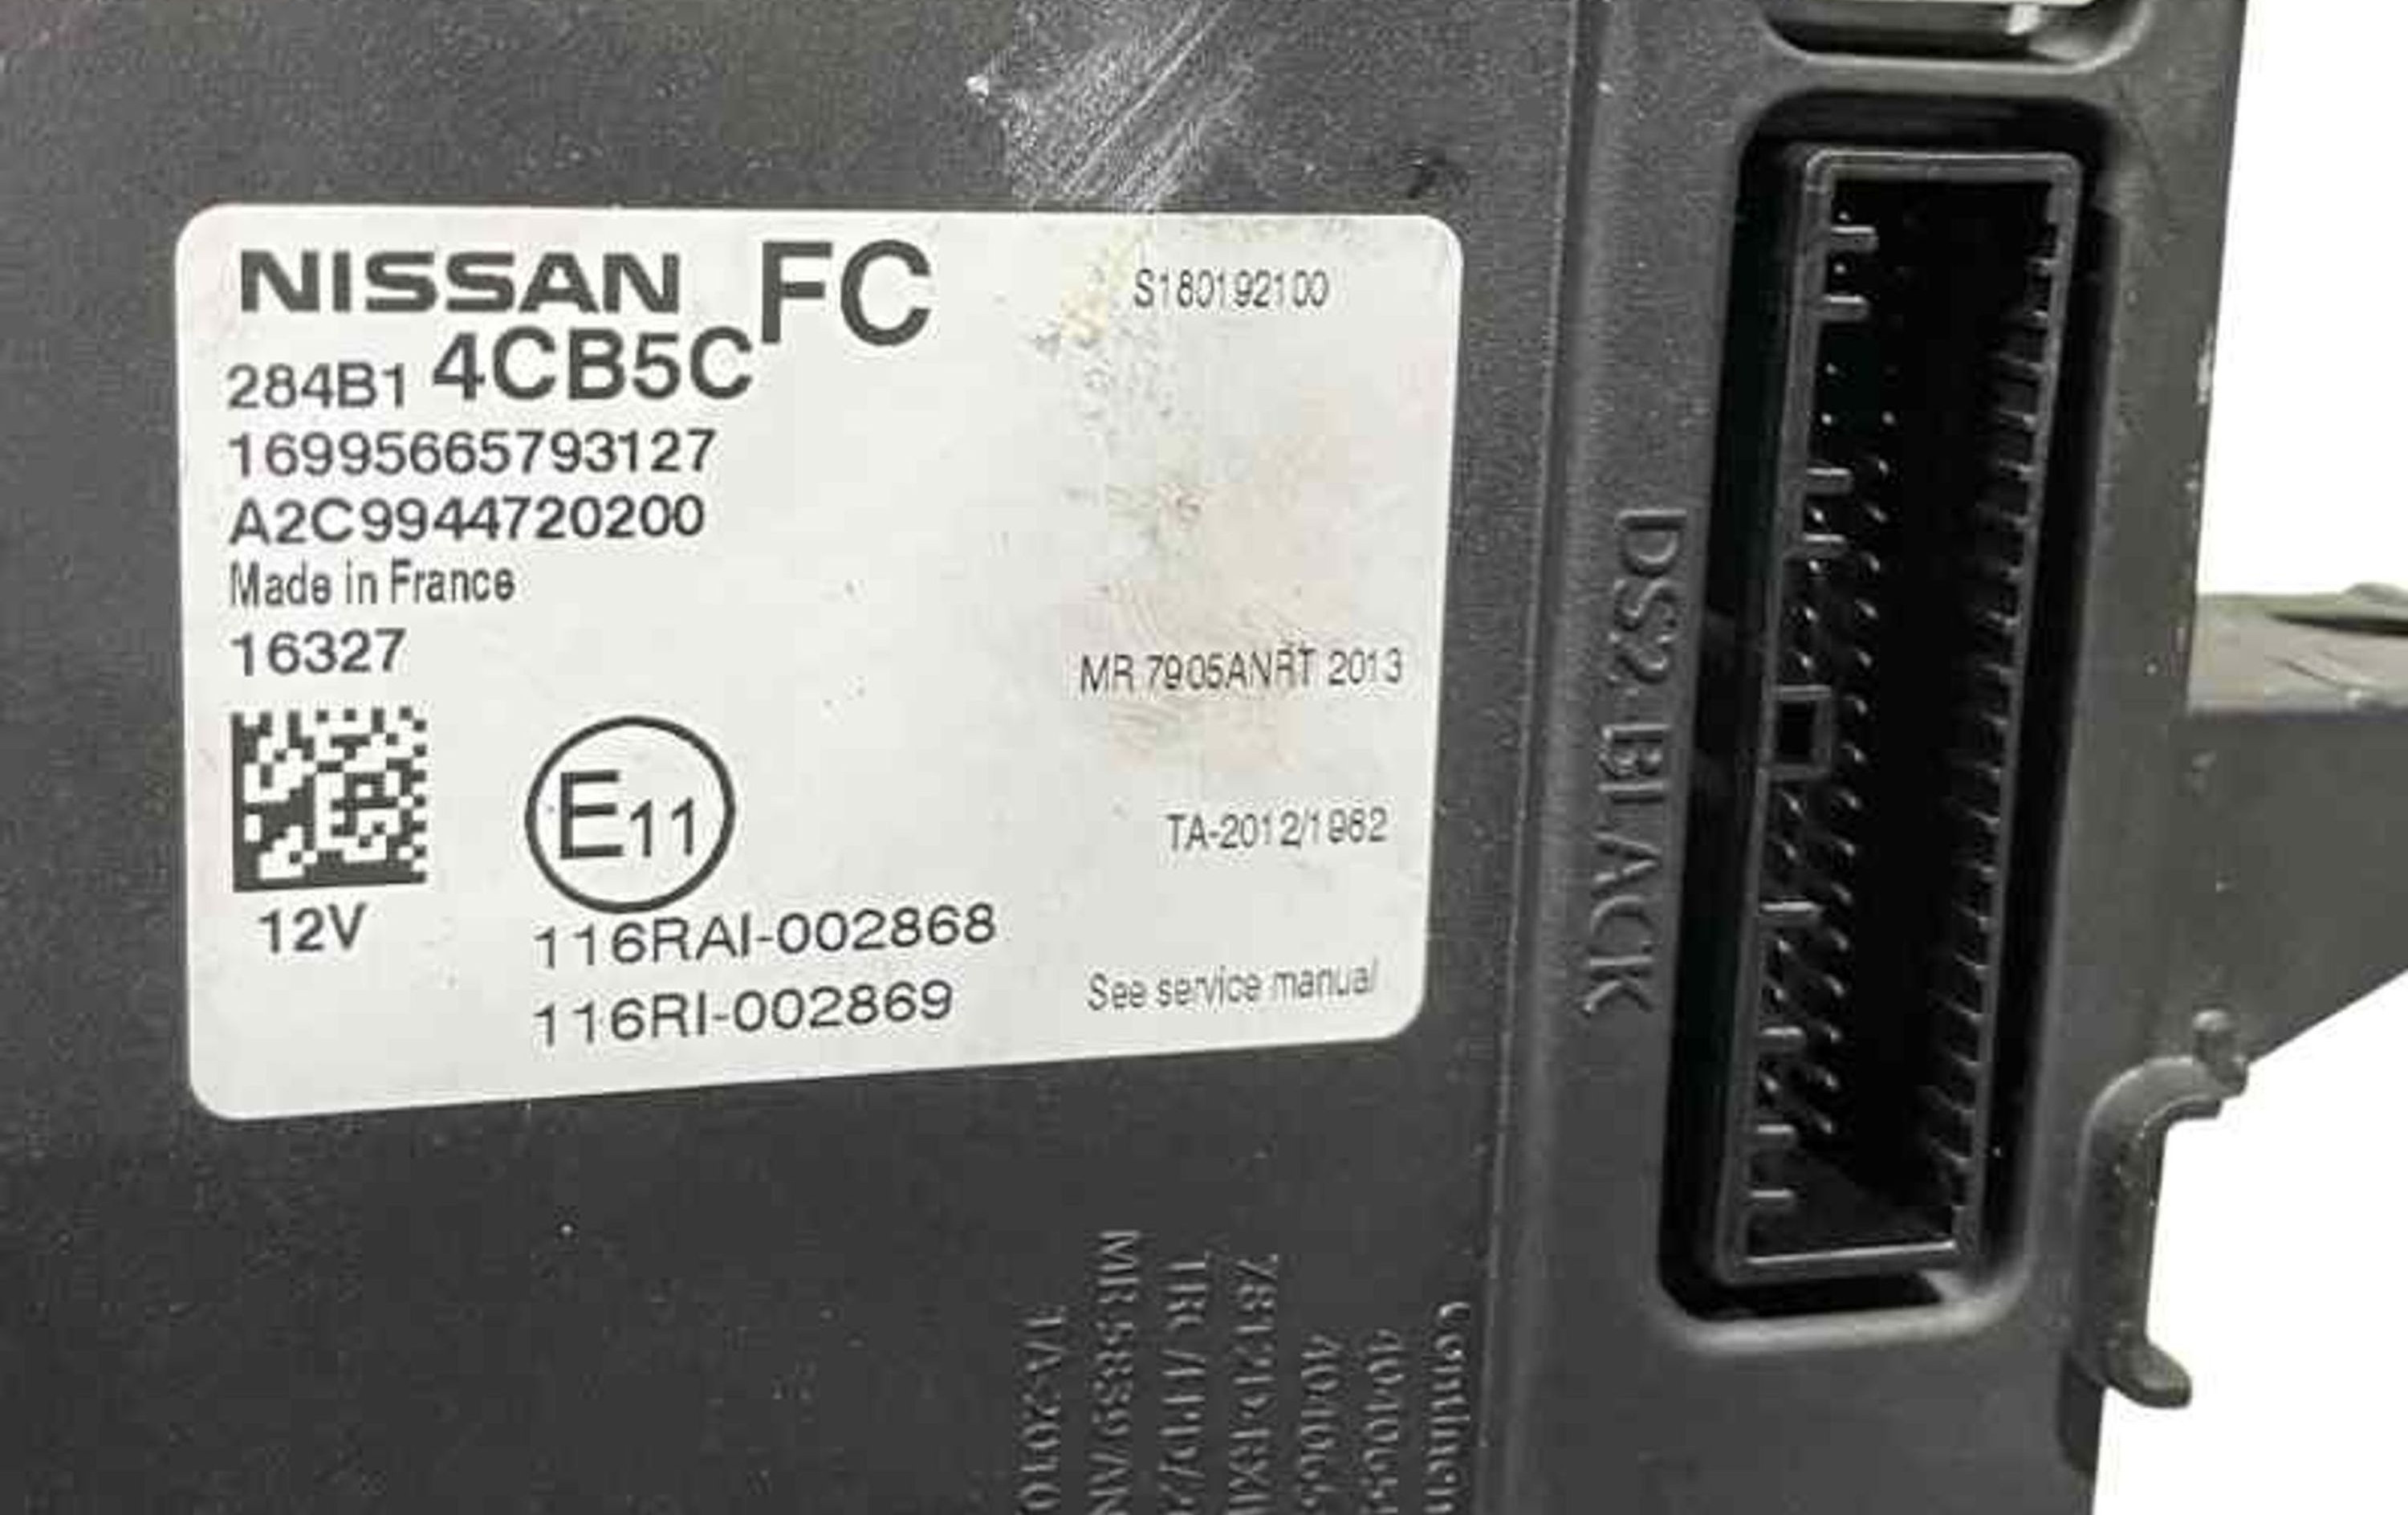 NISSAN FC
284B1 4CB5C
16995665793127
A2C9944720200
Made in France
16327
12V
E11
116RAI-002868
116RI-002869
S180192100
MR 7905ANRT 2013
TA-2012/1982
See service manual
DS2 BLACK